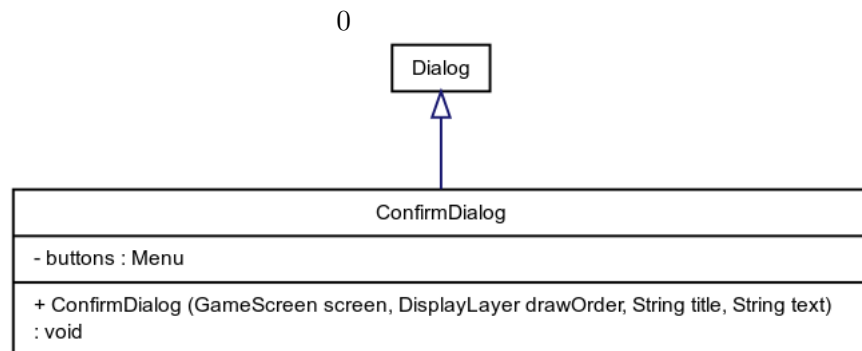 0
Dialog
ConfirmDialog
- buttons : Menu
+ ConfirmDialog (GameScreen screen, DisplayLayer drawOrder, String title, String text)
: void